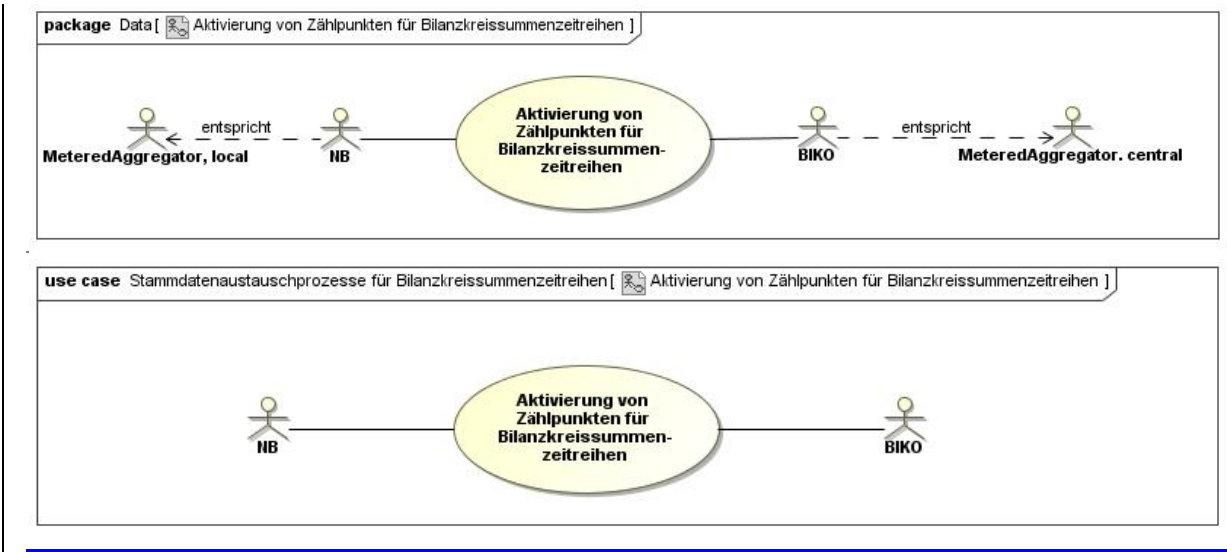 package Data [ Aktivierung von Zählpunkten für Bilanzkreissummenzeitreihen ]
Aktivierung von
Zählpunkten für
Bilanzkreissummen-
zeitreihen
entspricht
entspricht
MeteredAggregator, local
NB
BIKO
MeteredAggregator. central
use case Stammdatenaustauschprozesse für Bilanzkreissummenzeitreihen [ Aktivierung von Zählpunkten für Bilanzkreissummenzeitreihen ]
Aktivierung von
Zählpunkten für
Bilanzkreissummen-
zeitreihen
NB
BIKO